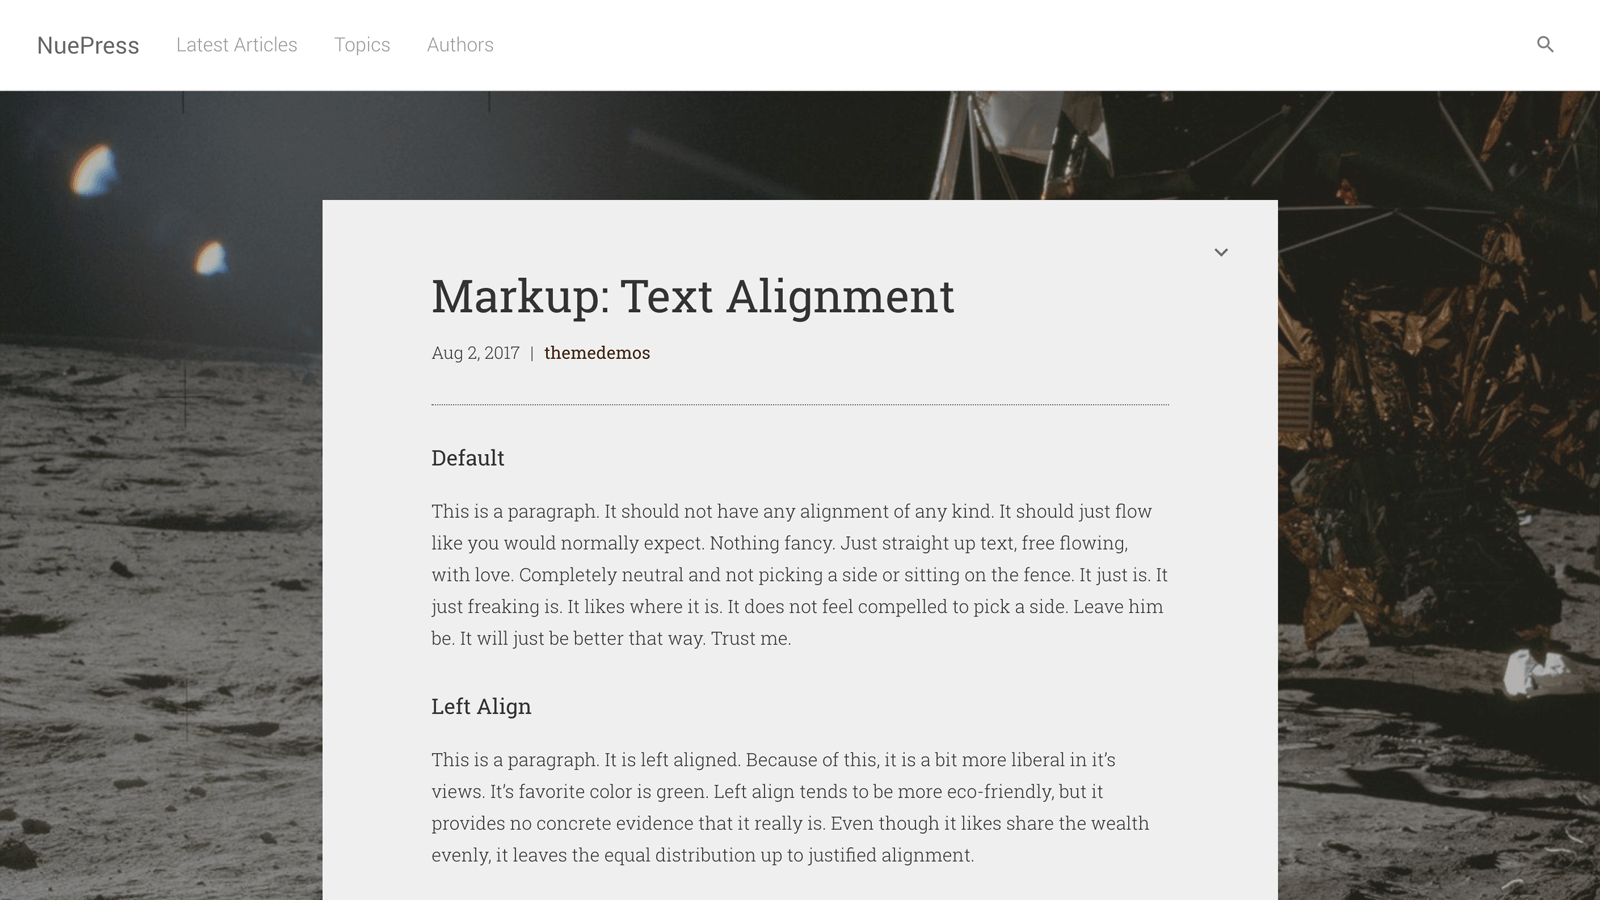 NuePress
Latest Articles
Topics
Authors
Markup: Text Alignment
Aug 2, 2017 | themedemos
Default
This is a paragraph. It should not have any alignment of any kind. It should just flow
like you would normally expect. Nothing fancy. Just straight up text, free flowing,
with love. Completely neutral and not picking a side or sitting on the fence. It just is. It
just freaking is. It likes where it is. It does not feel compelled to pick a side. Leave him
be. It will just be better that way. Trust me.
Left Align
This is a paragraph. It is left aligned. Because of this, it is a bit more liberal in it’s
views. It’s favorite color is green. Left align tends to be more eco-friendly, but it
provides no concrete evidence that it really is. Even though it likes share the wealth
evenly, it leaves the equal distribution up to justified alignment.